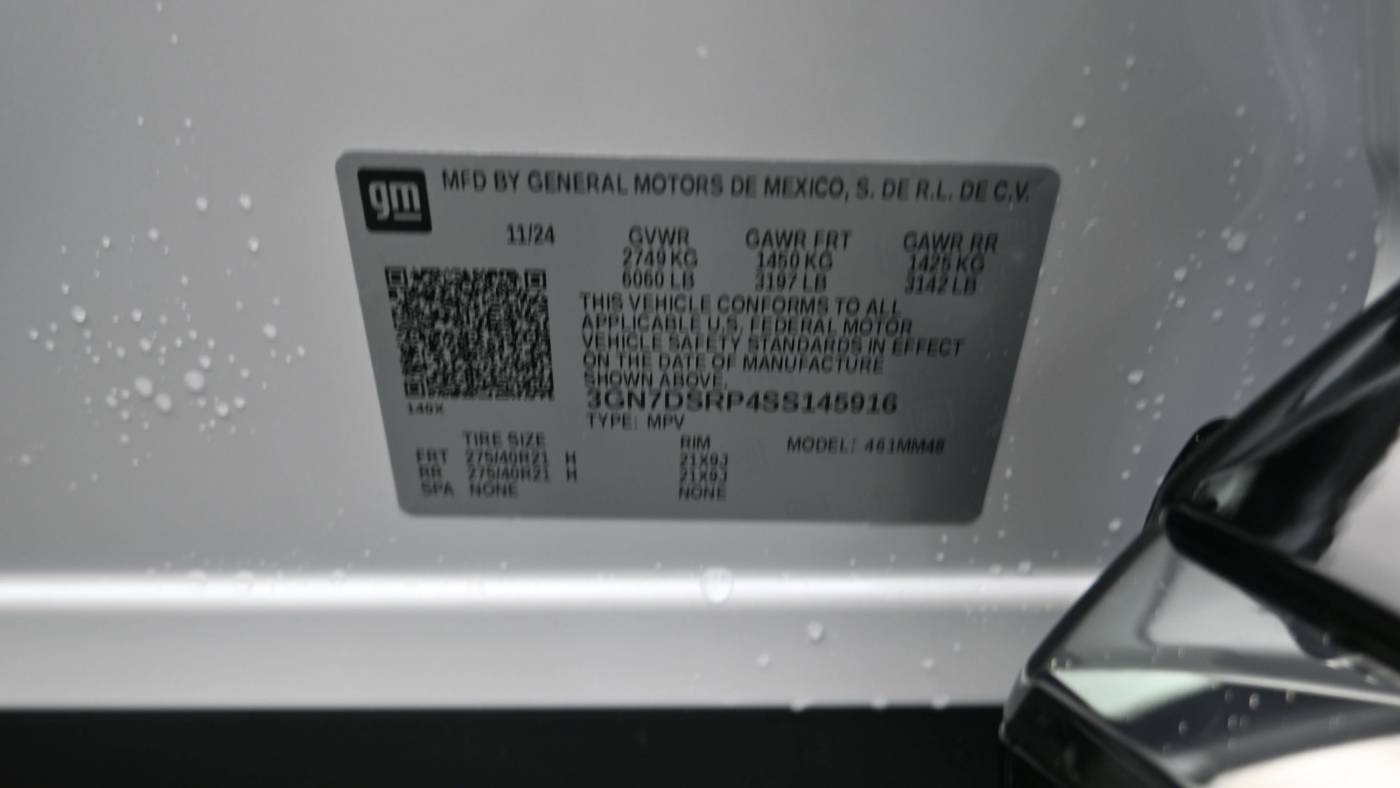 gm MFD BY GENERAL MOTORS DE MEXICO, S. DE R.L. DE C.V.
11/24 GVWR GAWR FRT GAWR RR
2749 KG 1450 KG 1425 KG
6060 LB 3197 LB 3142 LB
THIS VEHICLE CONFORMS TO ALL
APPLICABLE U.S. FEDERAL MOTOR
VEHICLE SAFETY STANDARDS IN EFFECT
ON THE DATE OF MANUFACTURE
SHOWN ABOVE.
3GN7DSRP4SS145916
TYPE: MPV
TIRE SIZE RIM MODEL: 461MM48
FRT 275/40R21 H 21X9J
RR 275/40R21 H 21X9J
SPA NONE NONE